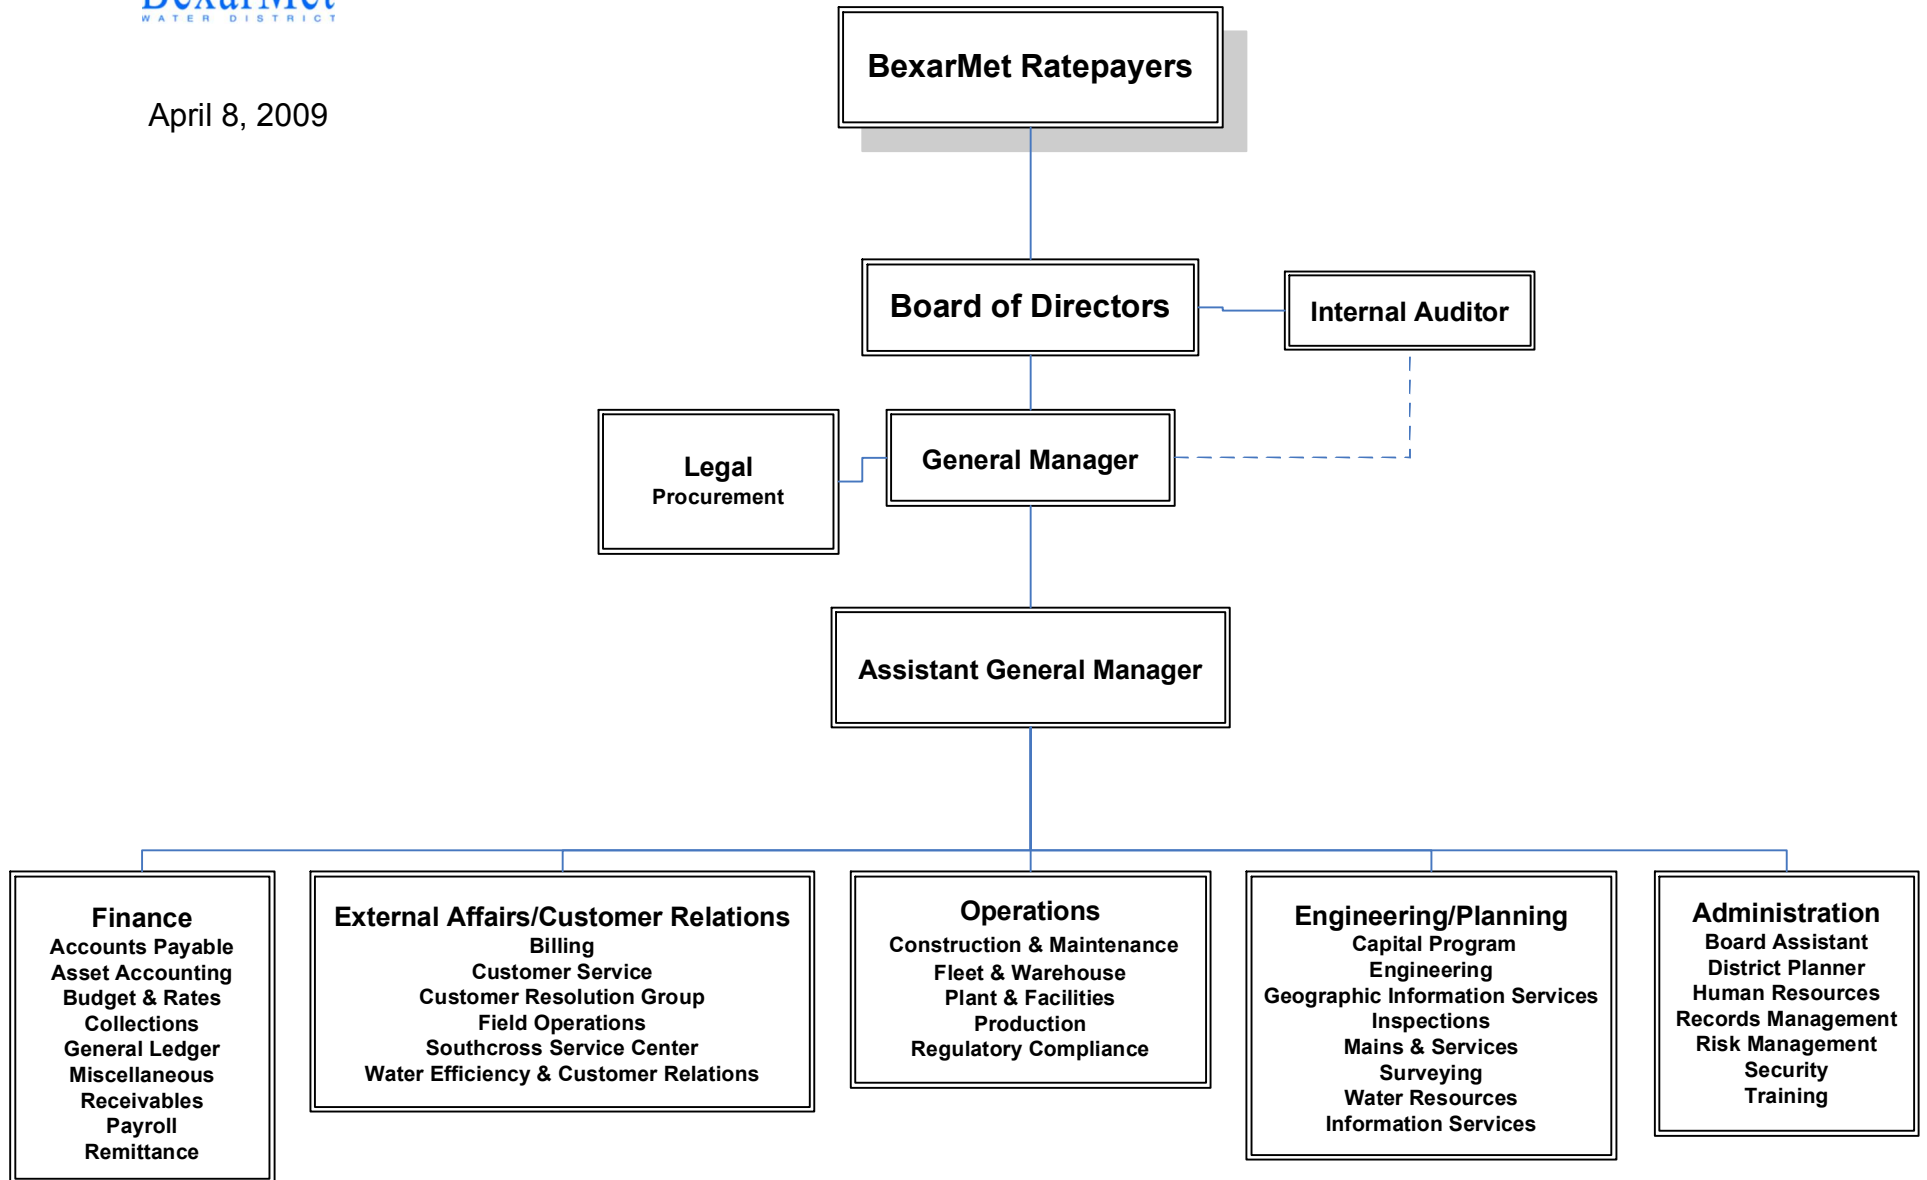 BexarMet
WATER DISTRICT
April 8, 2009
BexarMet Ratepayers
Board of Directors
Internal Auditor
General Manager
Legal
Procurement
Assistant General Manager
Finance
Accounts Payable
Asset Accounting
Budget & Rates
Collections
General Ledger
Miscellaneous
Receivables
Payroll
Remittance
External Affairs/Customer Relations
Billing
Customer Service
Customer Resolution Group
Field Operations
Southcross Service Center
Water Efficiency & Customer Relations
Operations
Construction & Maintenance
Fleet & Warehouse
Plant & Facilities
Production
Regulatory Compliance
Engineering/Planning
Capital Program
Engineering
Geographic Information Services
Inspections
Mains & Services
Surveying
Water Resources
Information Services
Administration
Board Assistant
District Planner
Human Resources
Records Management
Risk Management
Security
Training